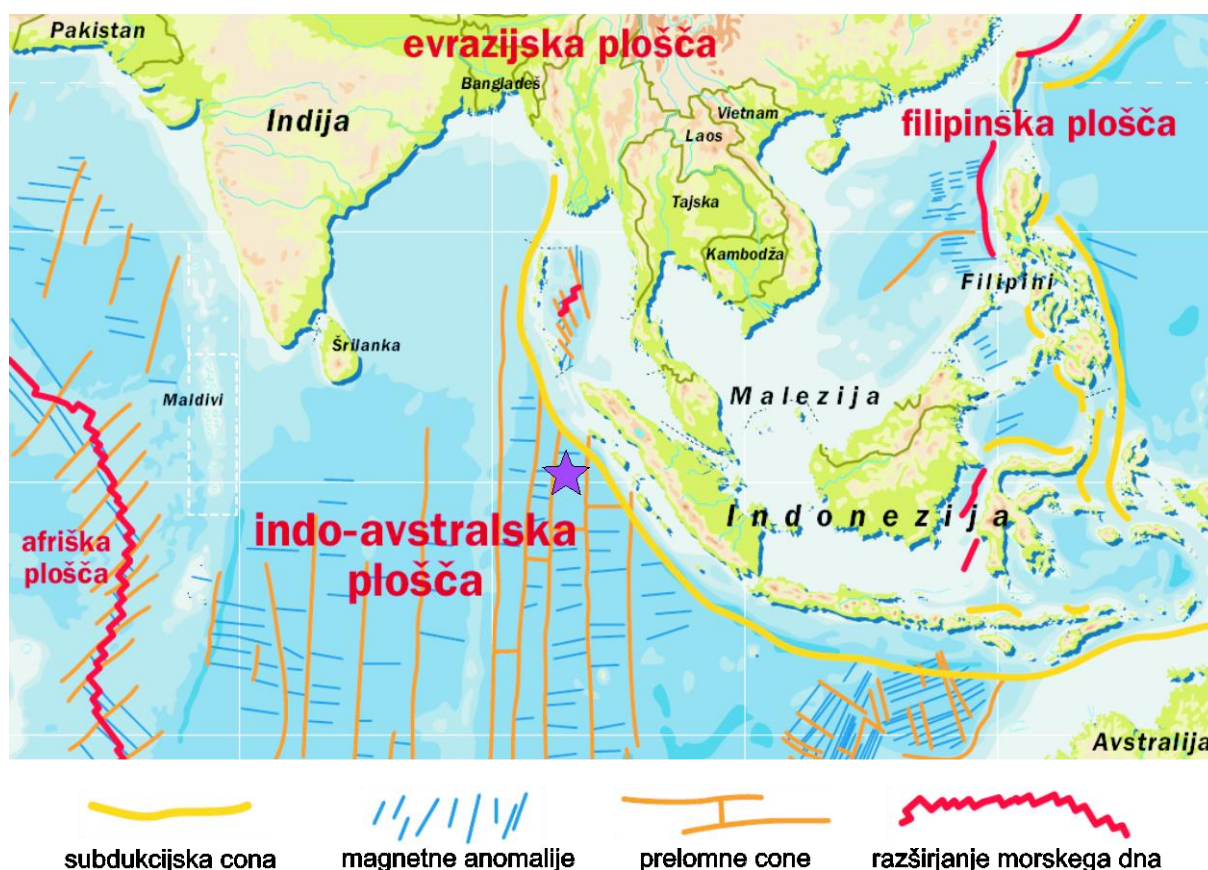 Pakistan
evrazijska plošča
Bangladeš
Indija
Vietnam
Laos
filipinska plošča
Tajska
Kambodža
Filipini
Šrilanka
Maldivi
Malezija
indo-avstralska
plošča
Indonezija
afriška
plošča
Avstralija
subdukcijska cona
magnetne anomalije
prelomne cone
razširjanje morskega dna